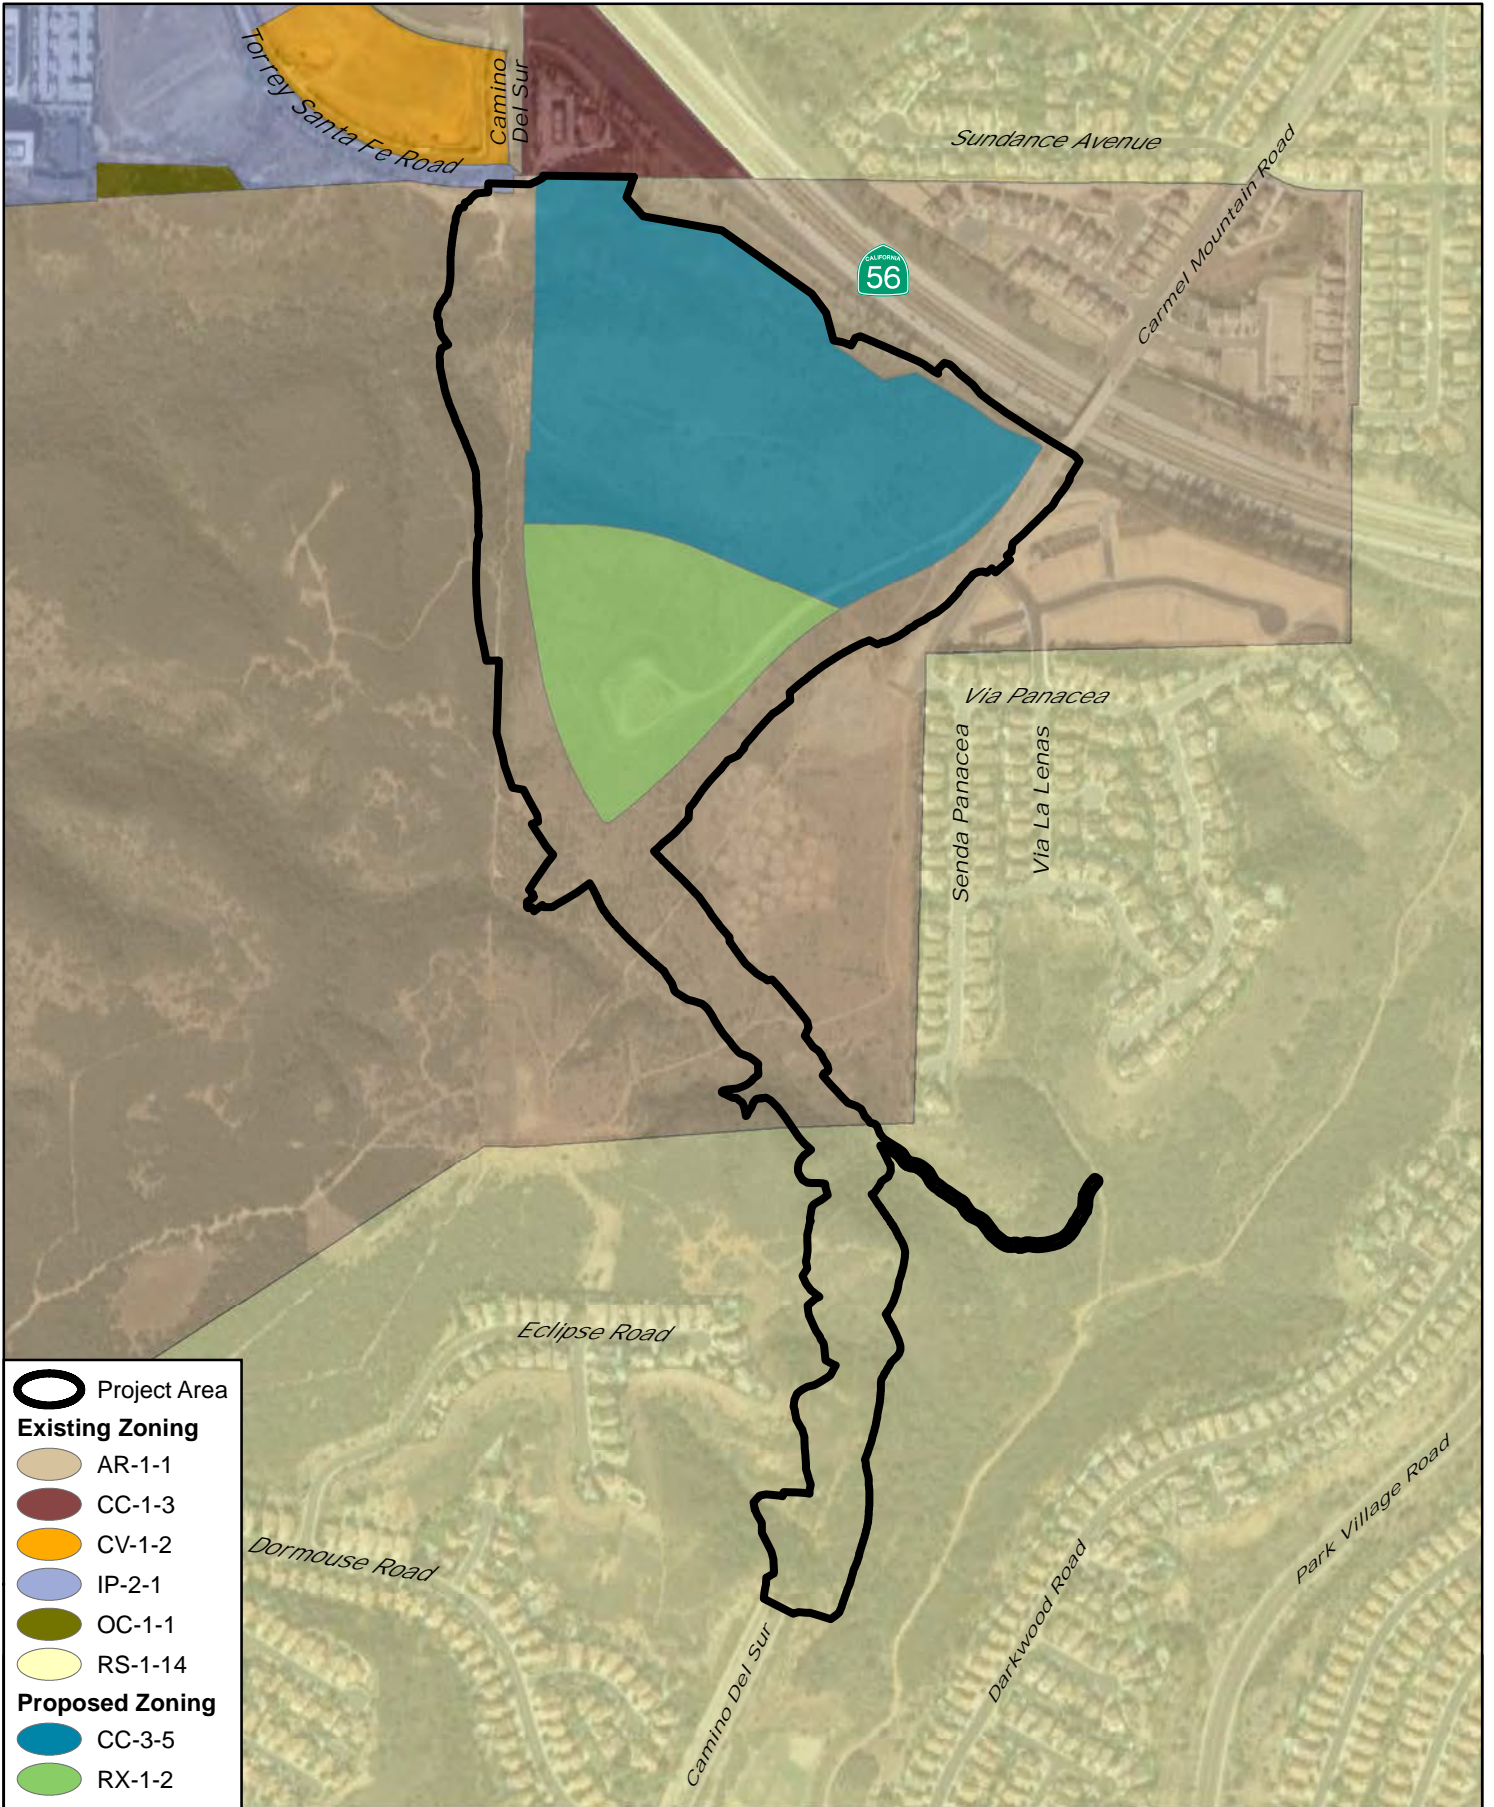 Torrey Santa Fe Road
Camino
Del Sur
Sundance Avenue
Carmel Mountain Road
CALIFORNIA
56
Via Panacea
Senda Panacea
Via La Lenas
Eclipse Road
Dormouse Road
Camino Del Sur
Darkwood Road
Park Village Road
Project Area
Existing Zoning
AR-1-1
CC-1-3
CV-1-2
IP-2-1
OC-1-1
RS-1-14
Proposed Zoning
CC-3-5
RX-1-2